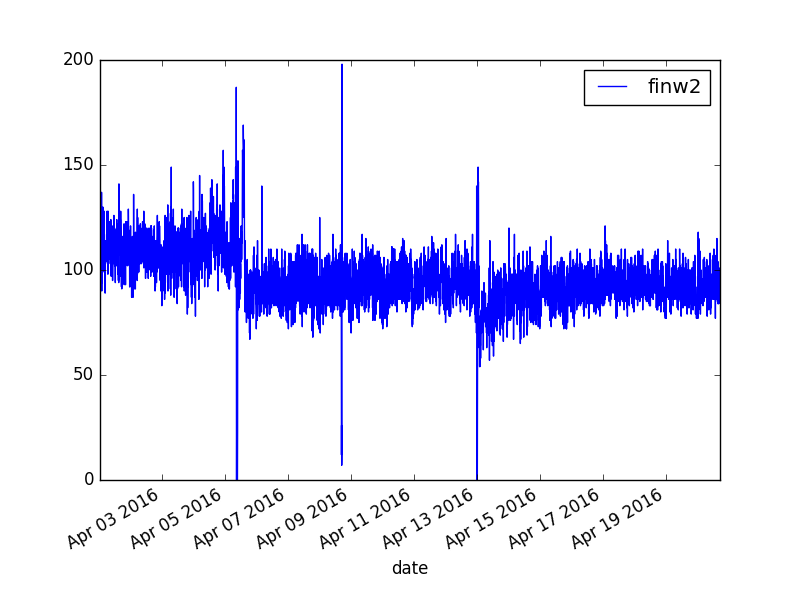 200
finw2
150
100
50
0
Apr 03 2016
Apr 05 2016
Apr 07 2016
Apr 09 2016
Apr 11 2016
Apr 13 2016
Apr 15 2016
Apr 17 2016
Apr 19 2016
date